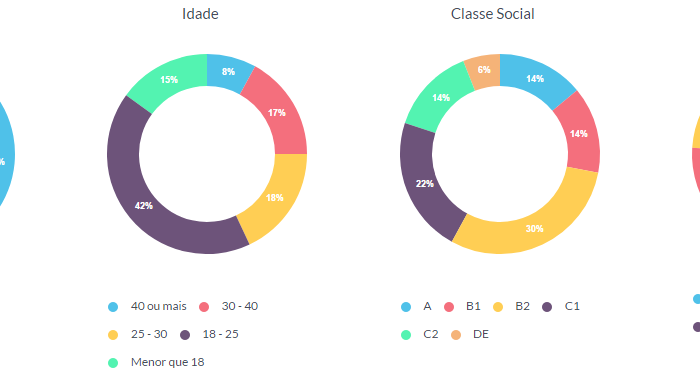 Idade
8%
17%
18%
42%
15%
40 ou mais
30 - 40
25 - 30
18 - 25
Menor que 18
Classe Social
14%
14%
30%
22%
14%
6%
A
B1
B2
C1
C2
DE
%